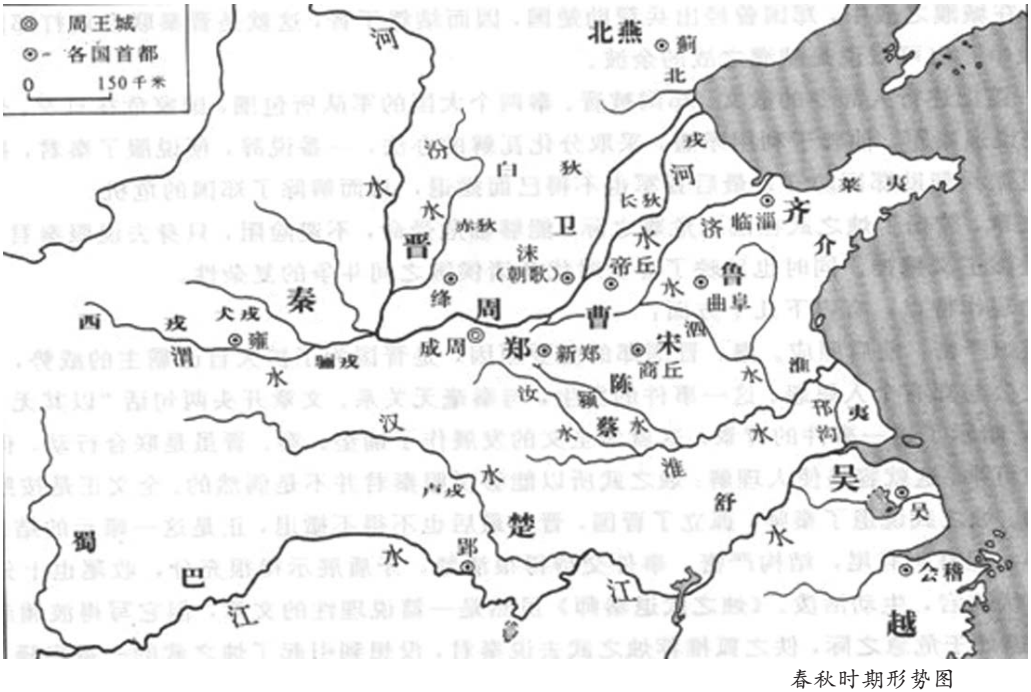 周王城
各国首都
0 150千米
北燕
蓟
河
北
戎
汾
白
狄
水
水
赤狄
长狄
河
莱
夷
卫
水
济
临淄
齐
介
晋
沬
(朝歌)
帝丘
鲁
曲阜
绛
水
秦
周
曹
西
戎
犬戎
雍
成周
郑
新郑
宋
商丘
泗
渭
骊戎
水
陈
水
淮
汝
颍
汉
水
蔡
水
水
邗
沟
夷
水
淮
卢戎
舒
吴
吴
楚
郢
水
蜀
巴
水
江
江
会稽
越
春秋时期形势图